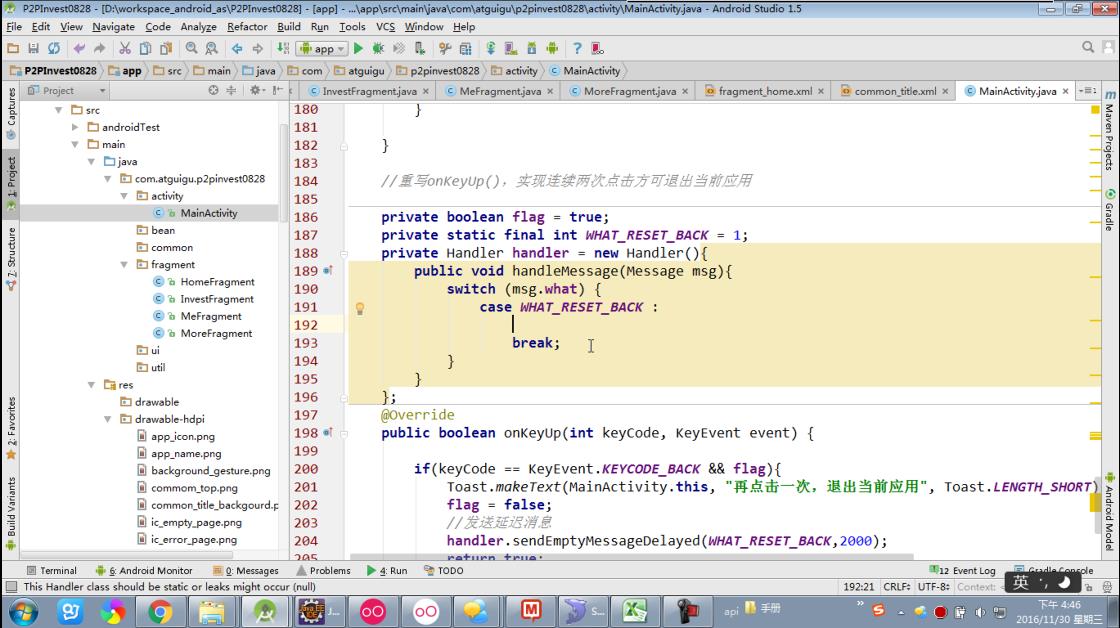 P2PInvest0828 - [D:\workspace_android_as\P2PInvest0828] - [app] - ...\app\src\main\java\com\atguigu\p2pinvest0828\activity\MainActivity.java - Android Studio 1.5
File Edit View Navigate Code Analyze Refactor Build Run Tools VCS Window Help
app
P2PInvest0828 app src main java com atguigu p2pinvest0828 activity MainActivity
Project
InvestFragment.java MeFragment.java MoreFragment.java fragment_home.xml common_title.xml MainActivity.java
Captures
1: Project
7: Structure
2: Favorites
Build Variants
src
androidTest
main
java
com.atguigu.p2pinvest0828
activity
MainActivity
bean
common
fragment
HomeFragment
InvestFragment
MeFragment
MoreFragment
ui
util
res
drawable
drawable-hdpi
app_icon.png
app_name.png
background_gesture.png
commom_top.png
common_title_backgourd.p
ic_empty_page.png
ic_error_page.png
180 }
181
182 }
183
184 //重写onKeyUp()，实现连续两次点击方可退出当前应用
185
186 private boolean flag = true;
187 private static final int WHAT_RESET_BACK = 1;
188 private Handler handler = new Handler(){
189 public void handleMessage(Message msg){
190 switch (msg.what) {
191 case WHAT_RESET_BACK :
192
193 break;
194 }
195 }
196 };
197 @Override
198 public boolean onKeyUp(int keyCode, KeyEvent event) {
199
200 if(keyCode == KeyEvent.KEYCODE_BACK && flag){
201 Toast.makeText(MainActivity.this, "再点击一次，退出当前应用", Toast.LENGTH_SHORT)
202 flag = false;
203 //发送延迟消息
204 handler.sendEmptyMessageDelayed(WHAT_RESET_BACK,2000);
205 return true;
Maven Projects
Gradle
Android Model
Terminal 6: Android Monitor 0: Messages Problems 4: Run TODO 12 Event Log Gradle Console
This Handler class should be static or leaks might occur (null) 192:21 CRLF÷ UTF-8÷ Context:
英
J...
S...
api 手册
下午 4:46
2016/11/30 星期三